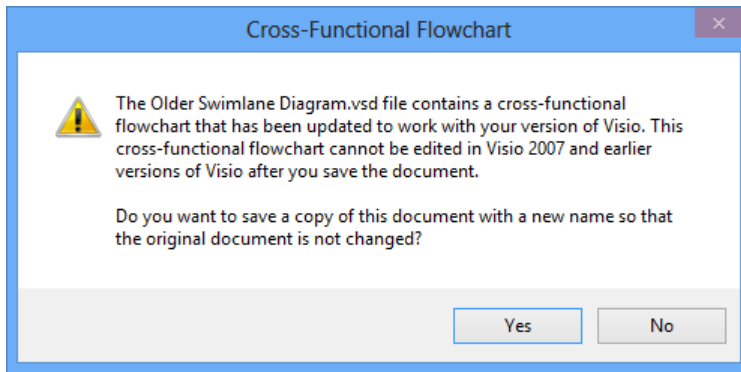 Cross-Functional Flowchart
The Older Swimlane Diagram.vsd file contains a cross-functional
flowchart that has been updated to work with your version of Visio. This
cross-functional flowchart cannot be edited in Visio 2007 and earlier
versions of Visio after you save the document.
Do you want to save a copy of this document with a new name so that
the original document is not changed?
Yes No